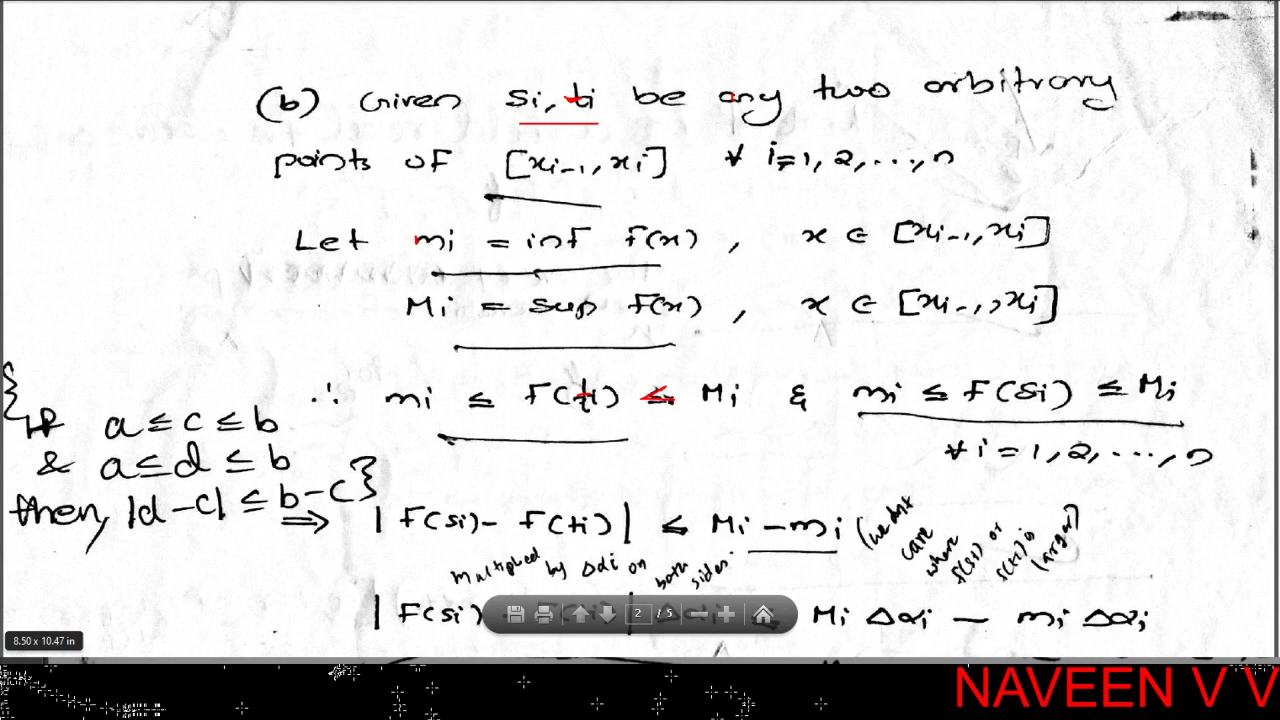 (b) Given si, ti be any two arbitrary
points of [xi-1, xi] ∀ i=1, 2, ..., n
Let mi = inf f(x), x ∈ [xi-1, xi]
Mi = sup f(x), x ∈ [xi-1, xi]
∴ mi ≤ f(ti) ≤ Mi & mi ≤ f(si) ≤ Mi
∀ i = 1, 2, ..., n
{If a ≤ c ≤ b
& a ≤ d ≤ b
then, |d - c| ≤ b - c}
⇒ | f(si) - f(ti) | ≤ Mi - mi
(we don't care where f(si) or f(ti) is larger)
multiplied by Δαi on both sides
| f(si) | Mi Δαi - mi Δαi
2 / 5
8.50 x 10.47 in
NAVEEN V V